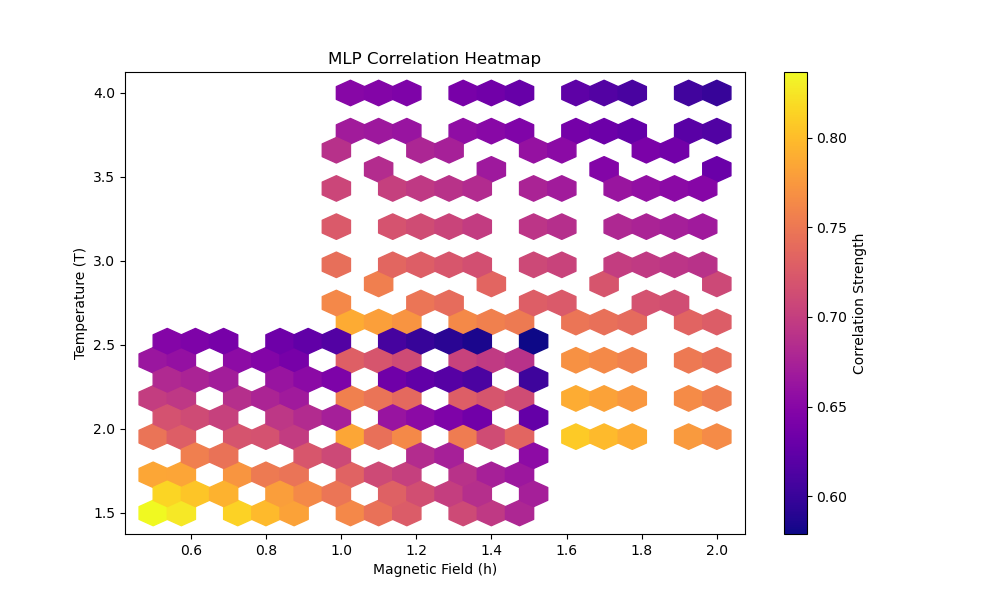 MLP Correlation Heatmap
4.0
3.5
3.0
2.5
2.0
1.5
Temperature (T)
0.6 0.8 1.0 1.2 1.4 1.6 1.8 2.0
Magnetic Field (h)
0.80
0.75
0.70
0.65
0.60
Correlation Strength